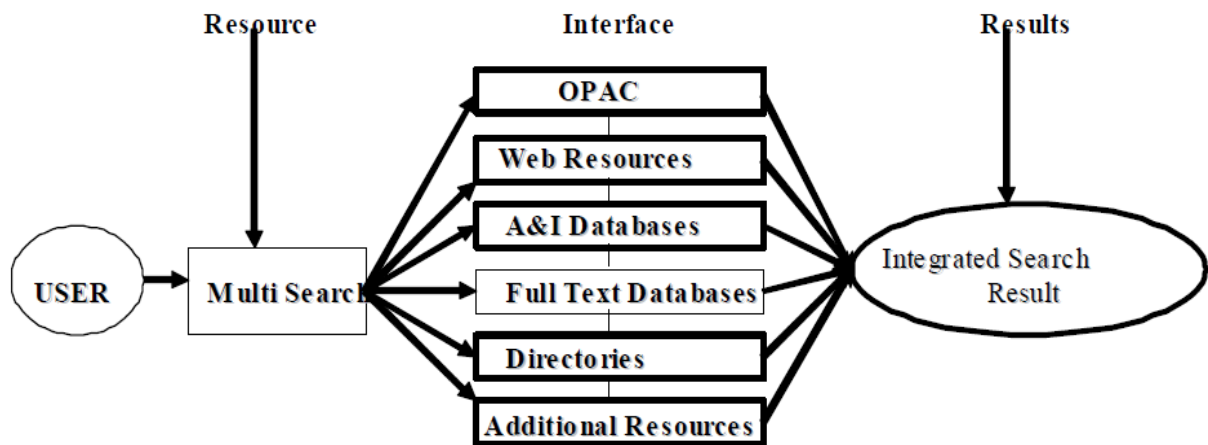 Resource
Interface
Results
OPAC
Web Resources
A&I Databases
USER
Multi Search
Full Text Databases
Integrated Search
Result
Directories
Additional Resources